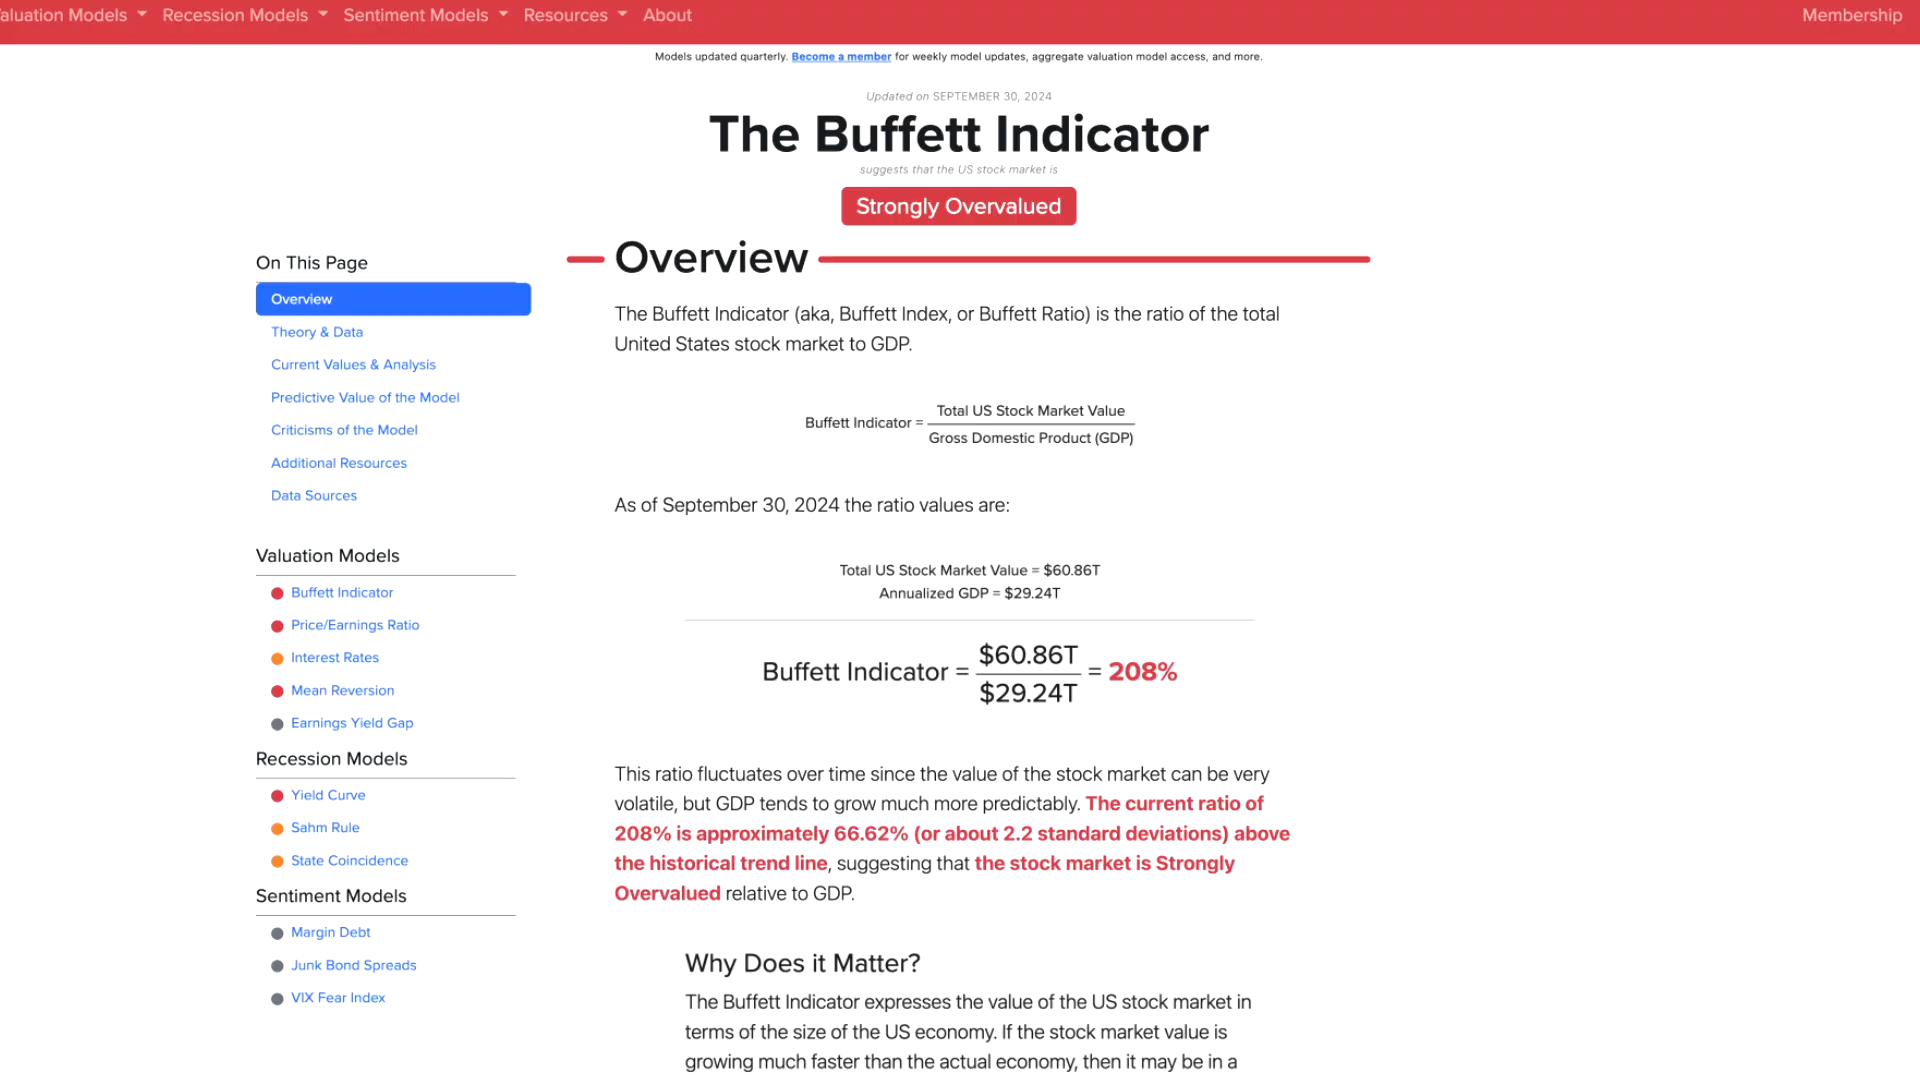 aluation Models Recession Models Sentiment Models Resources About Membership
Models updated quarterly. Become a member for weekly model updates, aggregate valuation model access, and more.
Updated on SEPTEMBER 30, 2024
The Buffett Indicator
suggests that the US stock market is
Strongly Overvalued
On This Page
Overview
Theory & Data
Current Values & Analysis
Predictive Value of the Model
Criticisms of the Model
Additional Resources
Data Sources
Valuation Models
Buffett Indicator
Price/Earnings Ratio
Interest Rates
Mean Reversion
Earnings Yield Gap
Recession Models
Yield Curve
Sahm Rule
State Coincidence
Sentiment Models
Margin Debt
Junk Bond Spreads
VIX Fear Index
Overview
The Buffett Indicator (aka, Buffett Index, or Buffett Ratio) is the ratio of the total
United States stock market to GDP.
Buffett Indicator = Total US Stock Market Value
Gross Domestic Product (GDP)
As of September 30, 2024 the ratio values are:
Total US Stock Market Value = $60.86T
Annualized GDP = $29.24T
Buffett Indicator = $60.86T
$29.24T = 208%
This ratio fluctuates over time since the value of the stock market can be very
volatile, but GDP tends to grow much more predictably. The current ratio of
208% is approximately 66.62% (or about 2.2 standard deviations) above
the historical trend line, suggesting that the stock market is Strongly
Overvalued relative to GDP.
Why Does it Matter?
The Buffett Indicator expresses the value of the US stock market in
terms of the size of the US economy. If the stock market value is
growing much faster than the actual economy, then it may be in a